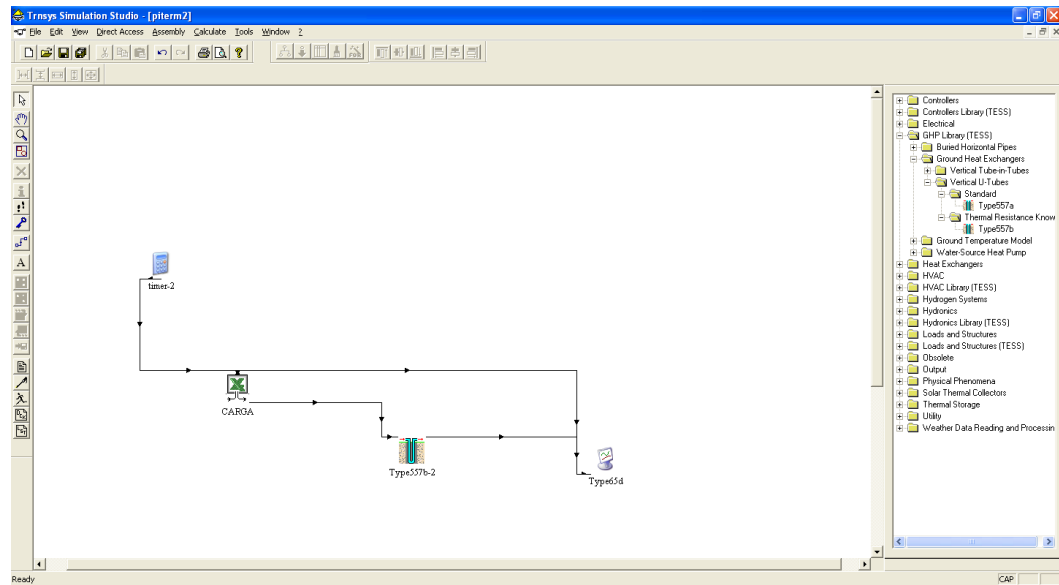 Trnsys Simulation Studio - [piterm2]
File Edit View Direct Access Assembly Calculate Tools Window ?
Controllers
Controllers Library (TESS)
Electrical
GHP Library (TESS)
Buried Horizontal Pipes
Ground Heat Exchangers
Vertical Tube-in-Tubes
Vertical U-Tubes
Standard
Type557a
Thermal Resistance Know
Type557b
Ground Temperature Model
Water-Source Heat Pump
Heat Exchangers
HVAC
HVAC Library (TESS)
Hydrogen Systems
Hydronics
Hydronics Library (TESS)
Loads and Structures
Loads and Structures (TESS)
Obsolete
Output
Physical Phenomena
Solar Thermal Collectors
Thermal Storage
Utility
Weather Data Reading and Processin
timer-2
CARGA
Type557b-2
Type65d
Ready
CAP